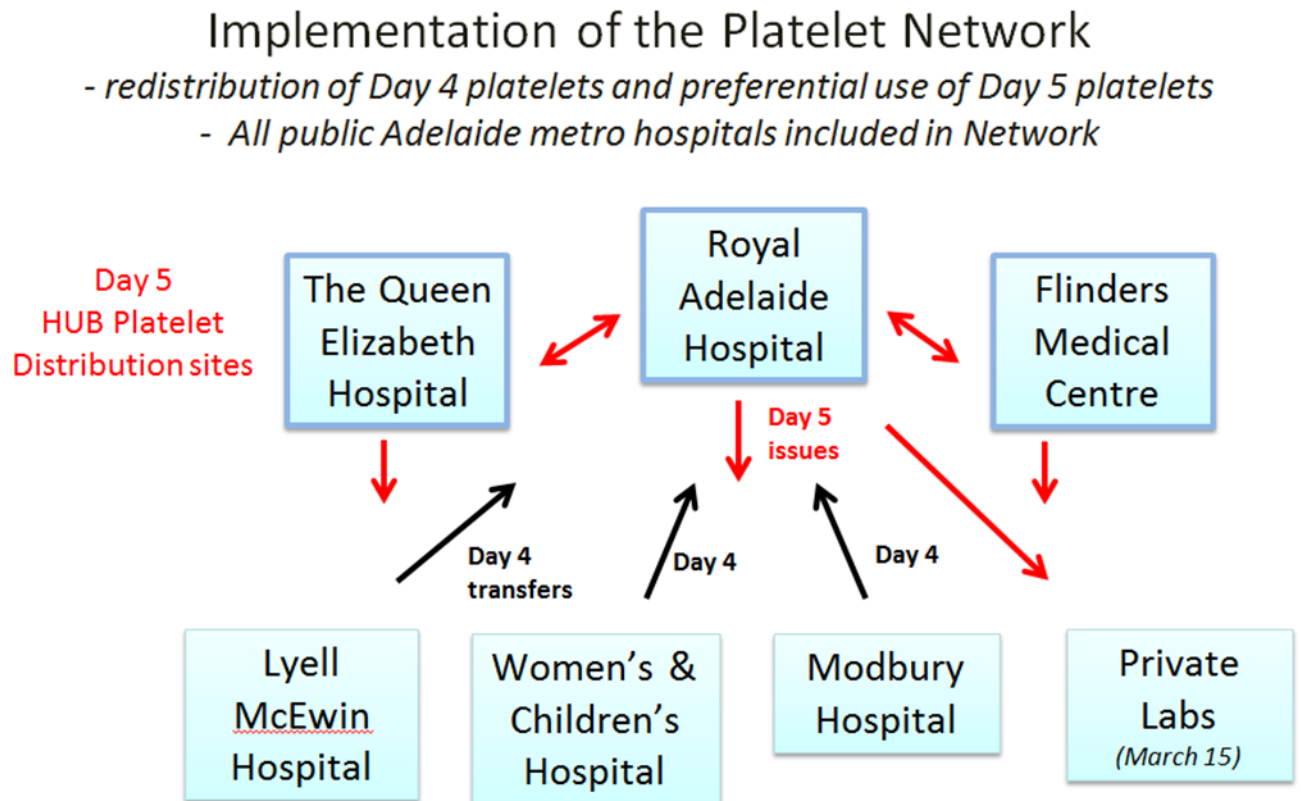 Implementation of the Platelet Network
- redistribution of Day 4 platelets and preferential use of Day 5 platelets
- All public Adelaide metro hospitals included in Network
Day 5
HUB Platelet
Distribution sites
The Queen
Elizabeth
Hospital
Royal
Adelaide
Hospital
Flinders
Medical
Centre
Day 5
issues
Day 4
transfers
Day 4
Day 4
Lyell
McEwin
Hospital
Women's &
Children's
Hospital
Modbury
Hospital
Private
Labs
(March 15)